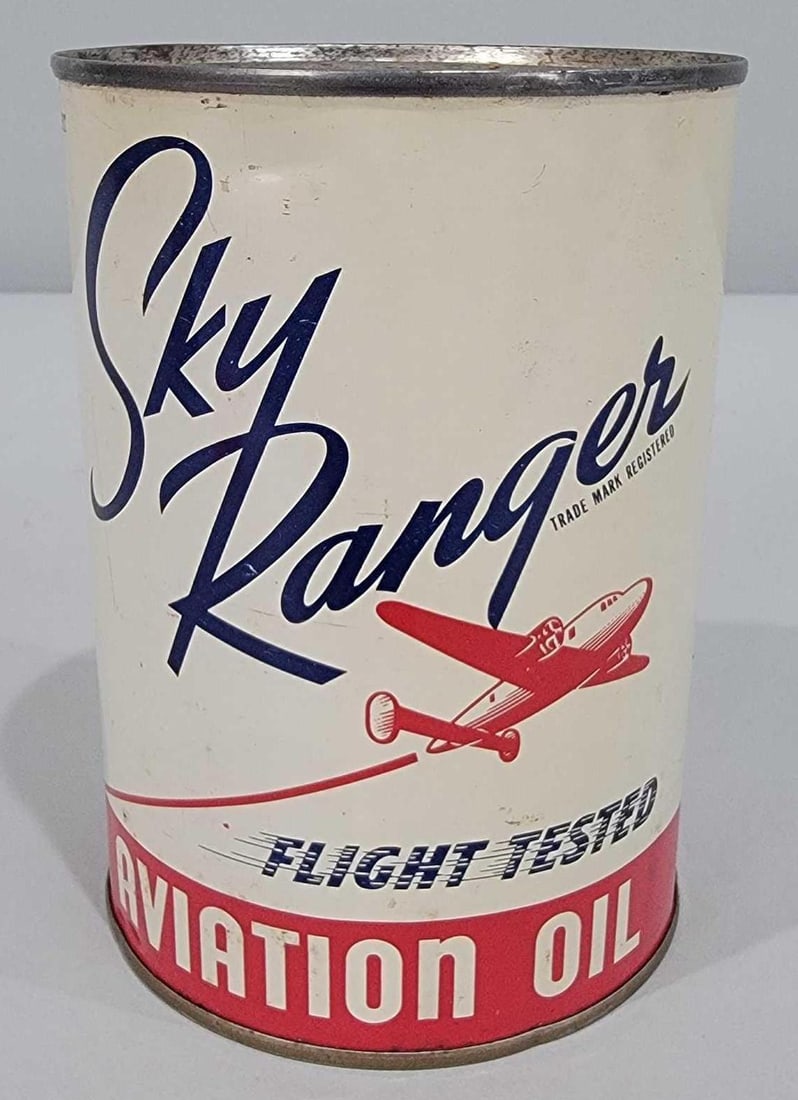 Sky
Ranger
TRADE MARK REGISTERED
FLIGHT TESTED
AVIATION OIL